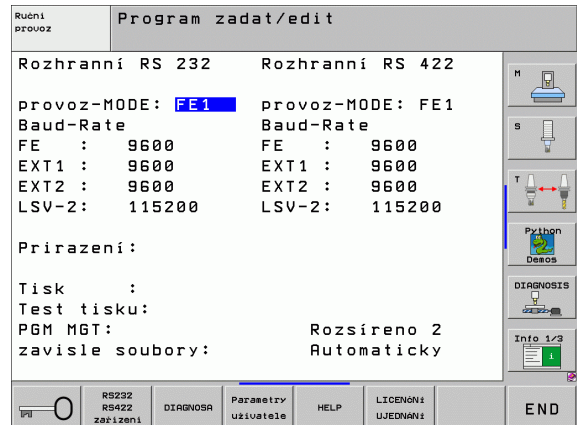 Ruční
provoz
Program zadat/edit
Rozhranní RS 232 Rozhranní RS 422
provoz-MODE: FE1 provoz-MODE: FE1
Baud-Rate Baud-Rate
FE : 9600 FE : 9600
EXT1 : 9600 EXT1 : 9600
EXT2 : 9600 EXT2 : 9600
LSV-2: 115200 LSV-2: 115200
Prirazení:
Tisk :
Test tisku:
PGM MGT: Rozsíreno 2
zavisle soubory: Automaticky
M
S
T
Python
Demos
DIAGNOSIS
Info 1/3
i
RS232
RS422
zařízení
DIAGNOSA
Parametry
uživatele
HELP
LICENČNÍ
UJEDNÁNÍ
END